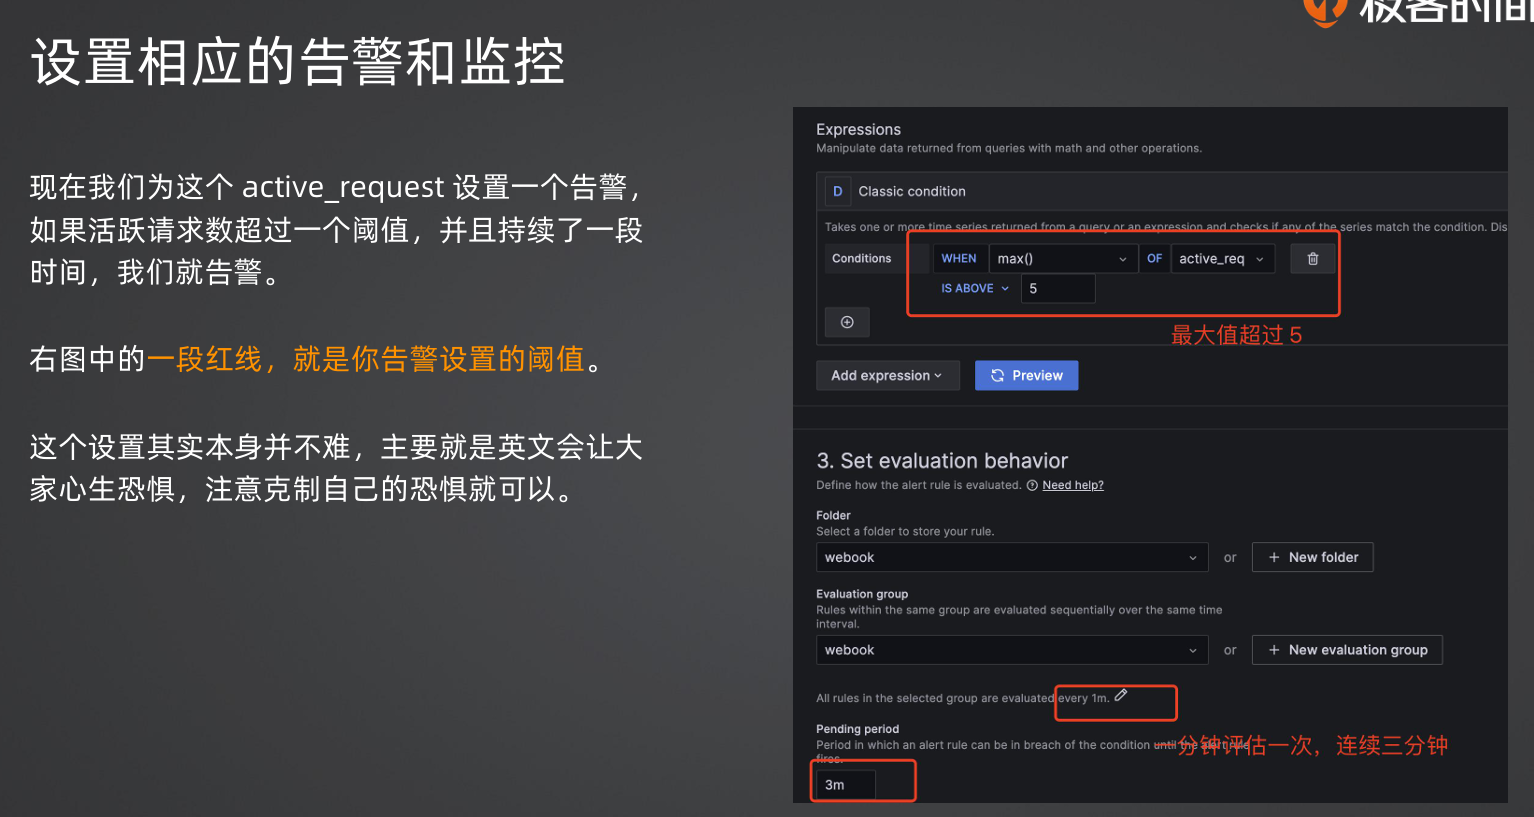 极客时间
设置相应的告警和监控
现在我们为这个 active_request 设置一个告警，
如果活跃请求数超过一个阈值，并且持续了一段
时间，我们就告警。
右图中的一段红线，就是你告警设置的阈值。
这个设置其实本身并不难，主要就是英文会让大
家心生恐惧，注意克制自己的恐惧就可以。
Expressions
Manipulate data returned from queries with math and other operations.
D Classic condition
Takes one or more time series returned from a query or an expression and checks if any of the series match the condition. Dis
Conditions WHEN max() OF active_req
IS ABOVE 5
最大值超过 5
Add expression Preview
3. Set evaluation behavior
Define how the alert rule is evaluated. Need help?
Folder
Select a folder to store your rule.
webook or + New folder
Evaluation group
Rules within the same group are evaluated sequentially over the same time
interval.
webook or + New evaluation group
All rules in the selected group are evaluated every 1m.
Pending period
Period in which an alert rule can be in breach of the condition until the alert rule
fires.
一分钟评估一次，连续三分钟
3m